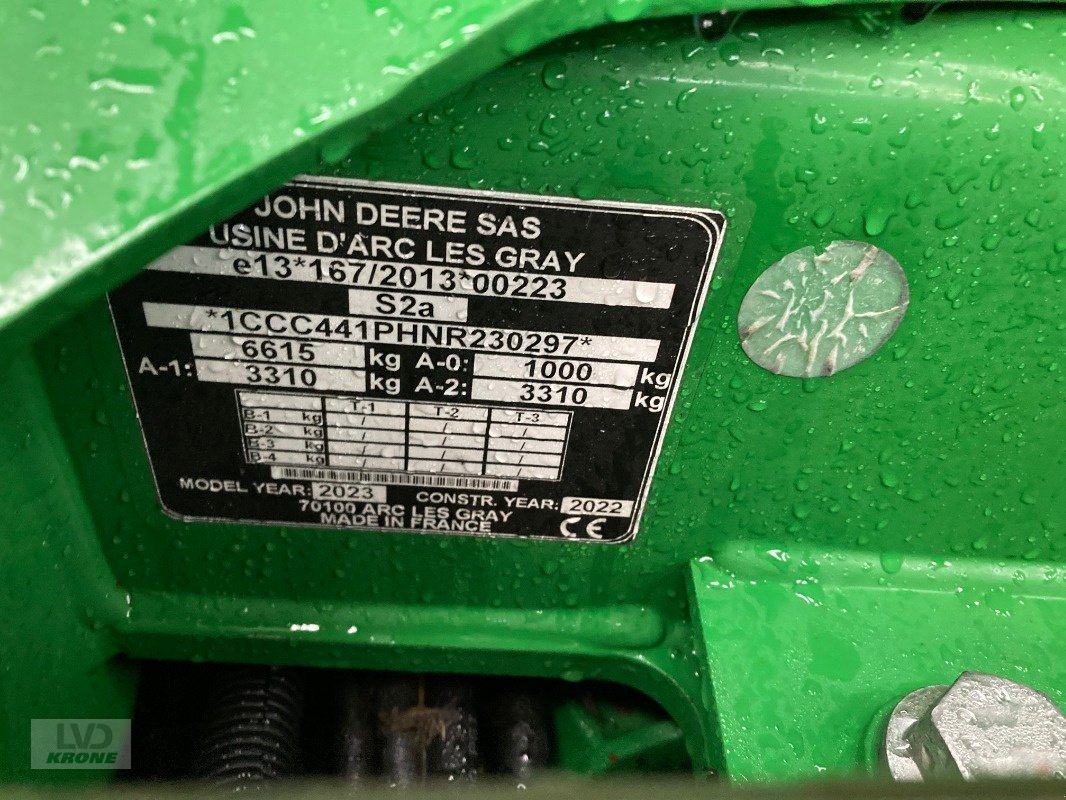 JOHN DEERE SAS
USINE D'ARC LES GRAY
e13*167/2013*00223
S2a
*1CCC441PHNR230297*
6615 kg A-0: 1000 kg
A-1: 3310 kg A-2: 3310 kg
T-1 T-2 T-3
B-1 kg / / /
B-2 kg / / /
B-3 kg / / /
B-4 kg / / /
MODEL YEAR: 2023 CONSTR. YEAR: 2022
70100 ARC LES GRAY
MADE IN FRANCE CE
LVD
KRONE